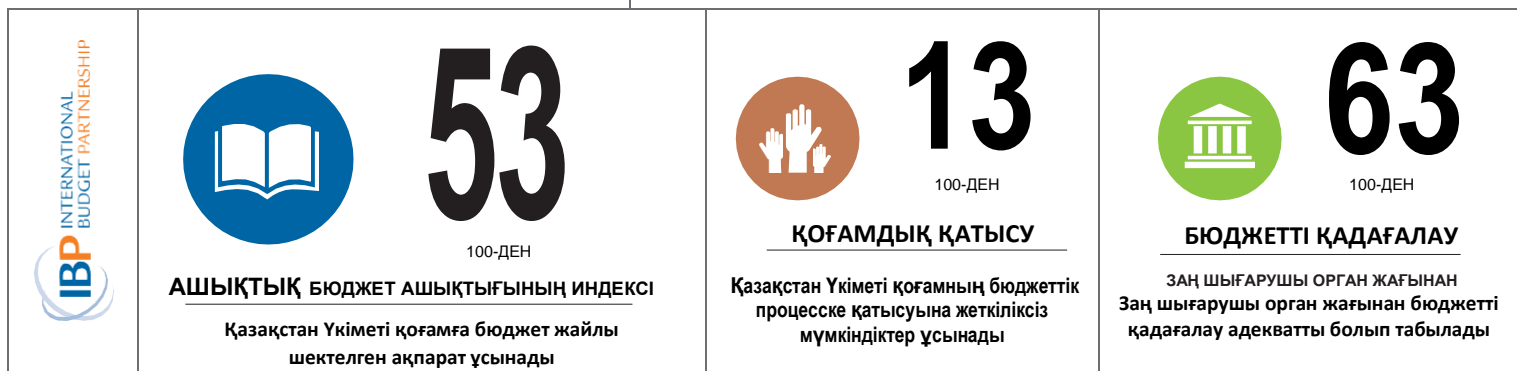 IBP INTERNATIONAL
BUDGET PARTNERSHIP
53
100-ДЕН
АШЫҚТЫҚ БЮДЖЕТ АШЫҚТЫҒЫНЫҢ ИНДЕКСІ
Қазақстан Үкіметі қоғамға бюджет жайлы
шектелген ақпарат ұсынады
13
100-ДЕН
ҚОҒАМДЫҚ ҚАТЫСУ
Қазақстан Үкіметі қоғамның бюджеттік
процесске қатысуына жеткіліксіз
мүмкіндіктер ұсынады
63
100-ДЕН
БЮДЖЕТТІ ҚАДАҒАЛАУ
ЗАҢ ШЫҒАРУШЫ ОРГАН ЖАҒЫНАН
Заң шығарушы орган жағынан бюджетті
қадағалау адекватты болып табылады